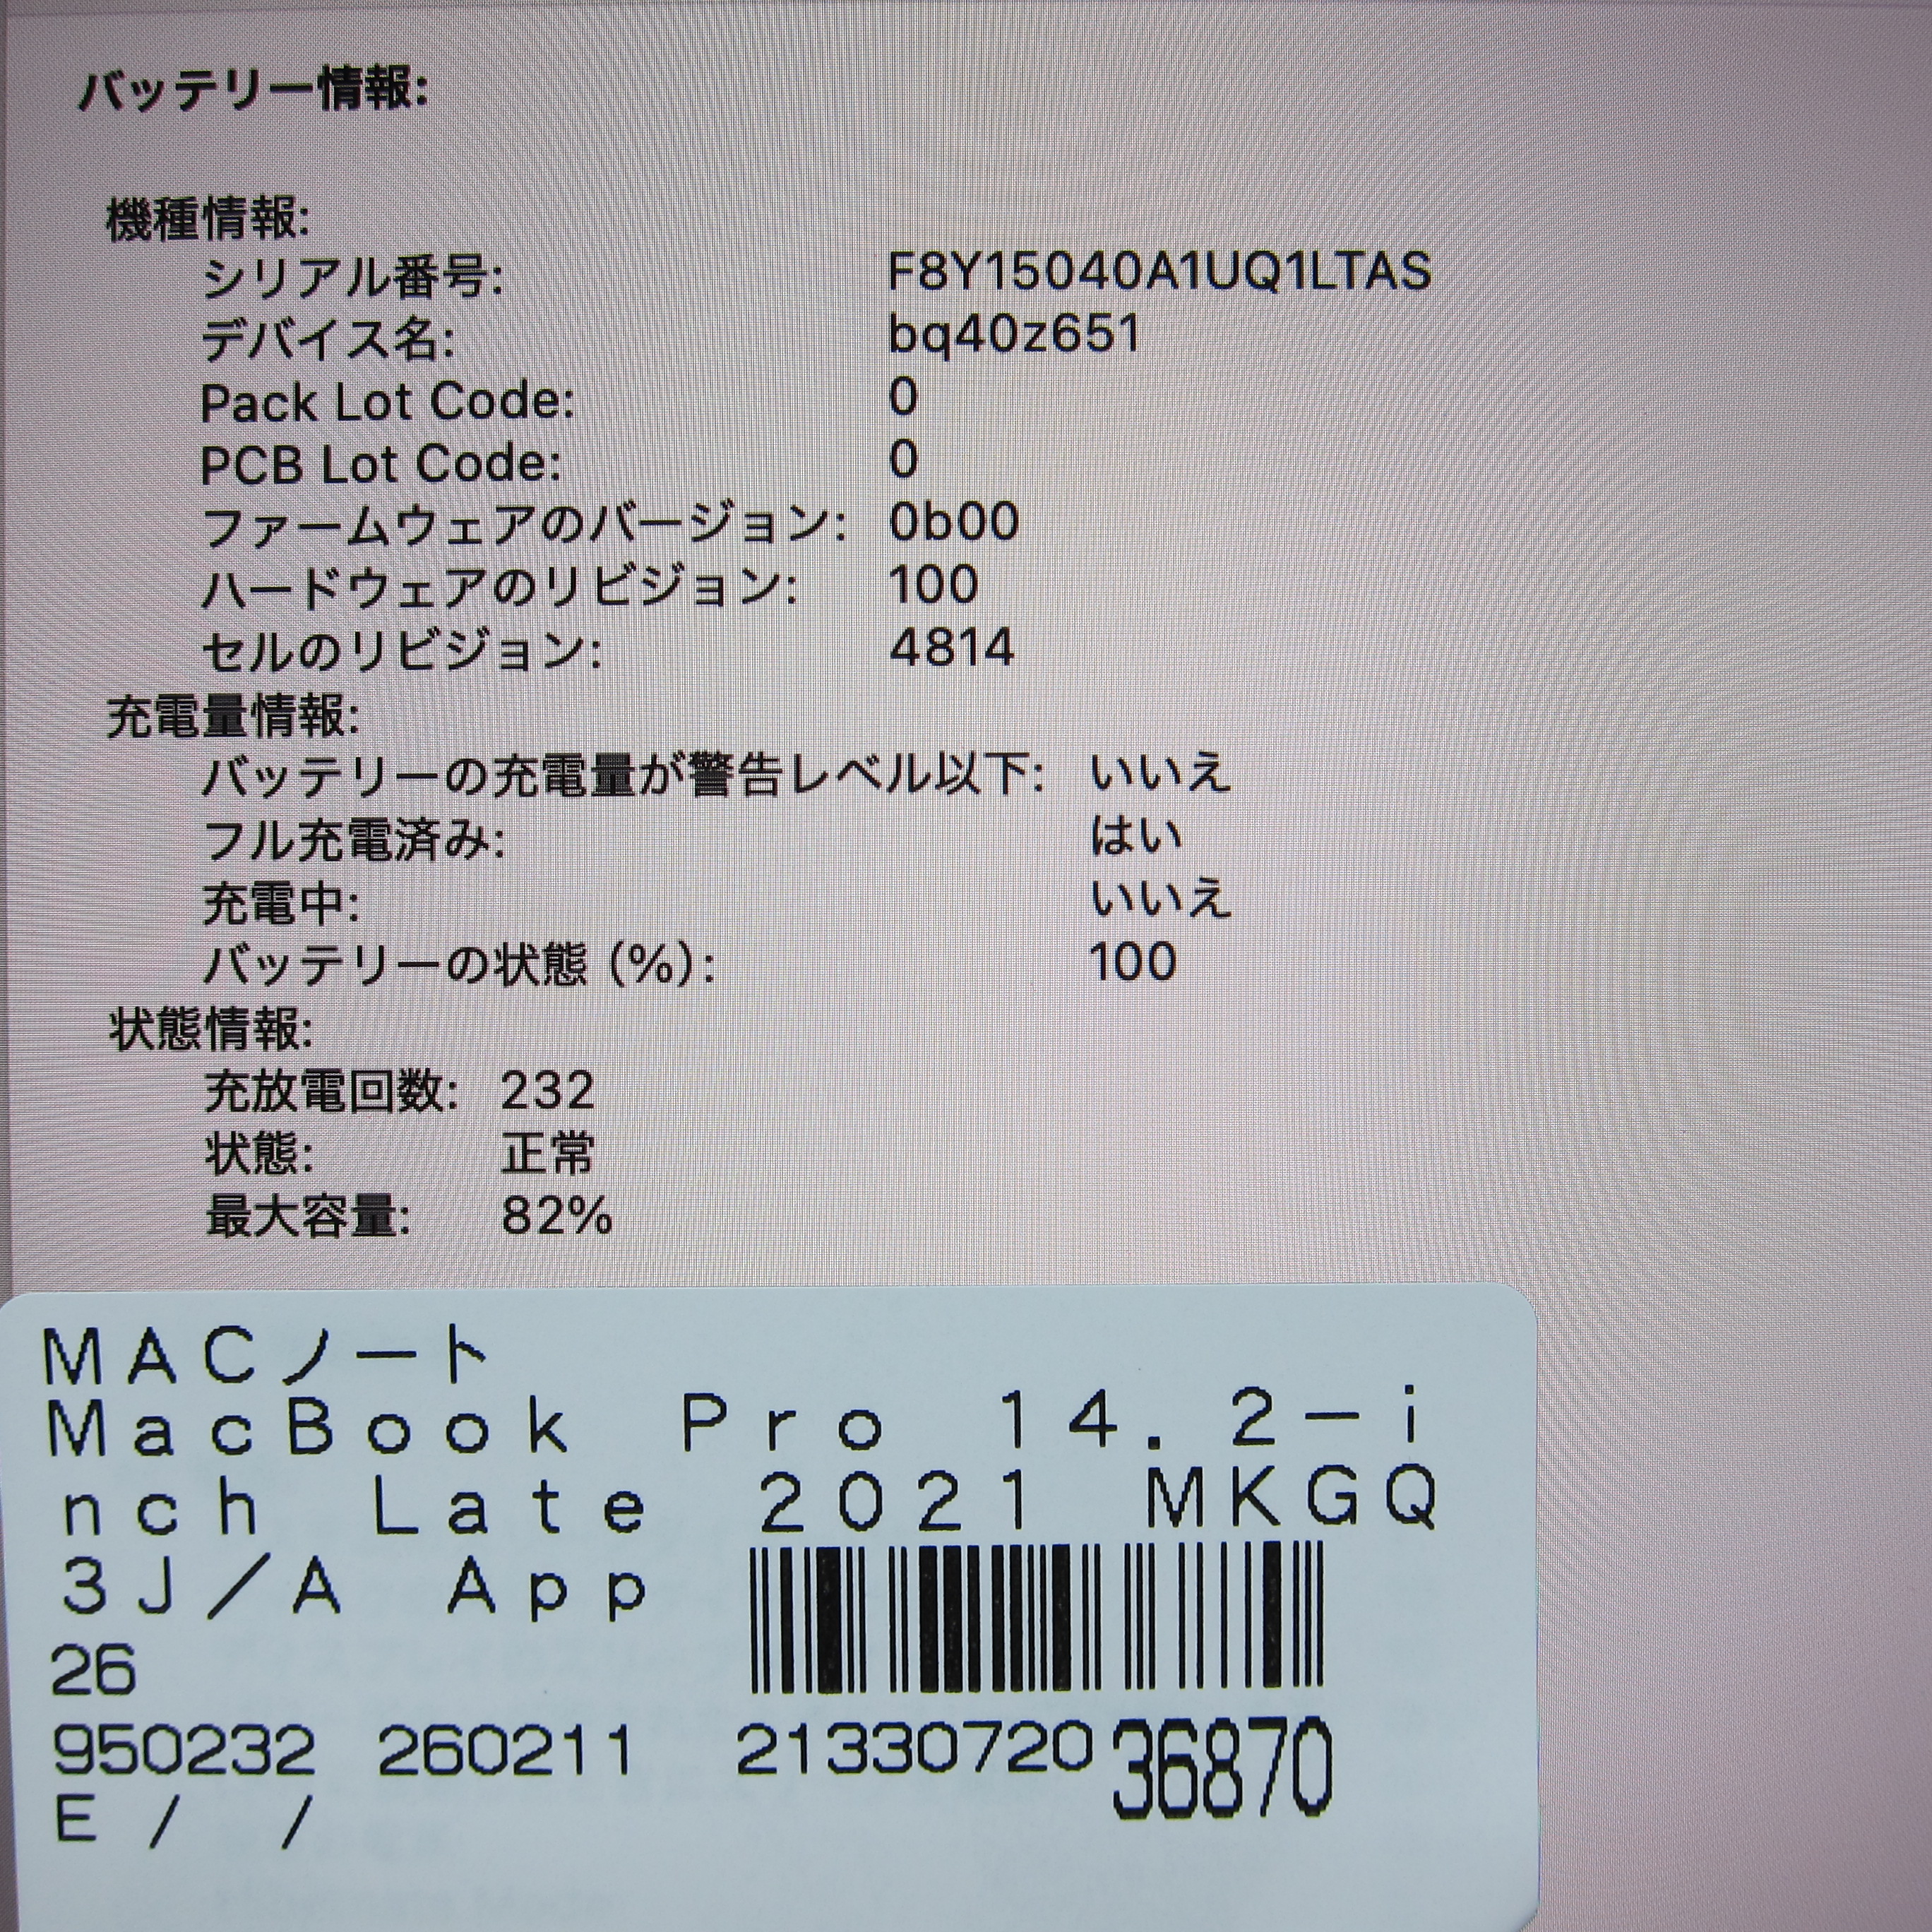 バッテリー情報:
機種情報:
シリアル番号: F8Y15040A1UQ1LTAS
デバイス名: bq40z651
Pack Lot Code: 0
PCB Lot Code: 0
ファームウェアのバージョン: 0b00
ハードウェアのリビジョン: 100
セルのリビジョン: 4814
充電量情報:
バッテリーの充電量が警告レベル以下: いいえ
フル充電済み: はい
充電中: いいえ
バッテリーの状態 (%): 100
状態情報:
充放電回数: 232
状態: 正常
最大容量: 82%
MACノート
MacBook Pro 14.2-i
nch Late 2021 MKGQ
3J/A App
26
950232 260211 2133072036870
E / /